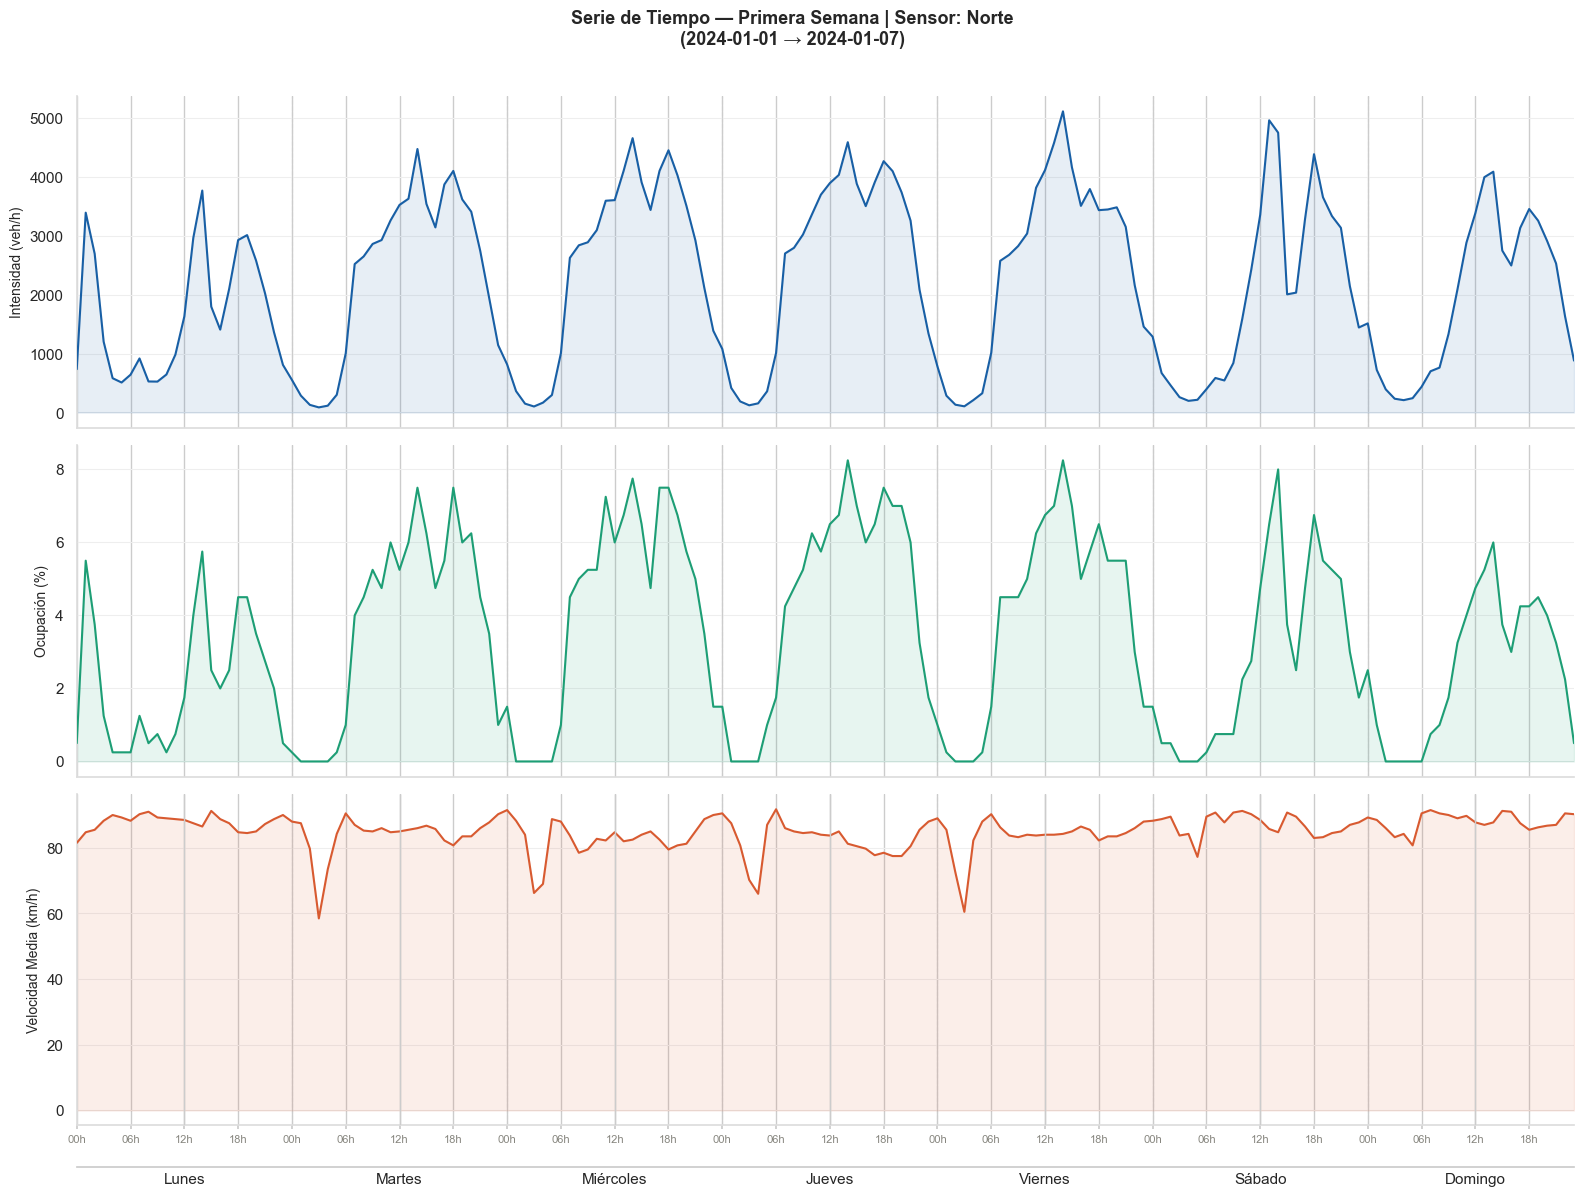 Serie de Tiempo — Primera Semana | Sensor: Norte
(2024-01-01 → 2024-01-07)
Intensidad (veh/h)
5000
4000
3000
2000
1000
0
Ocupación (%)
8
6
4
2
0
Velocidad Media (km/h)
80
60
40
20
0
00h 06h 12h 18h 00h 06h 12h 18h 00h 06h 12h 18h 00h 06h 12h 18h 00h 06h 12h 18h 00h 06h 12h 18h 00h 06h 12h 18h
Lunes Martes Miércoles Jueves Viernes Sábado Domingo